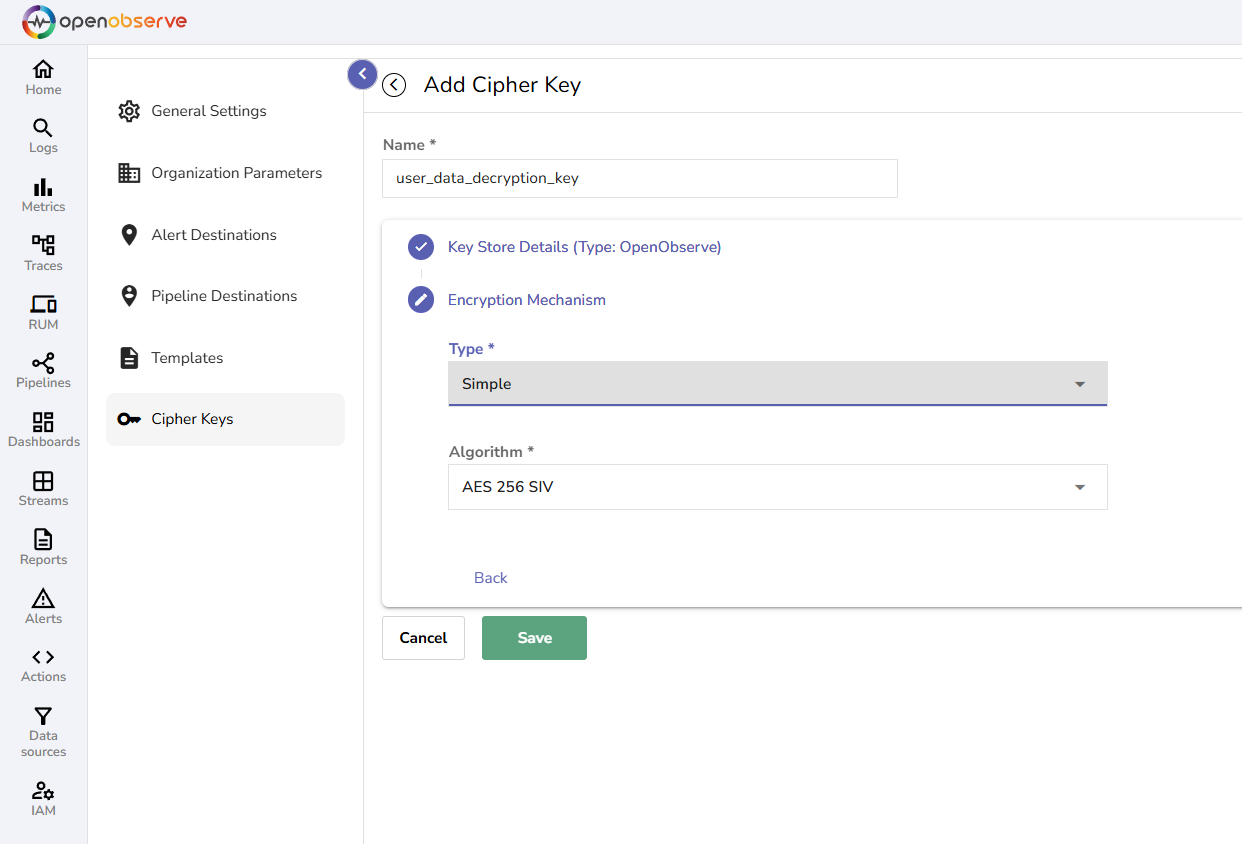 openobserve
Home
Logs
Metrics
Traces
RUM
Pipelines
Dashboards
Streams
Reports
Alerts
Actions
Data
sources
IAM
General Settings
Organization Parameters
Alert Destinations
Pipeline Destinations
Templates
Cipher Keys
Add Cipher Key
Name *
user_data_decryption_key
Key Store Details (Type: OpenObserve)
Encryption Mechanism
Type *
Simple
Algorithm *
AES 256 SIV
Back
Cancel
Save